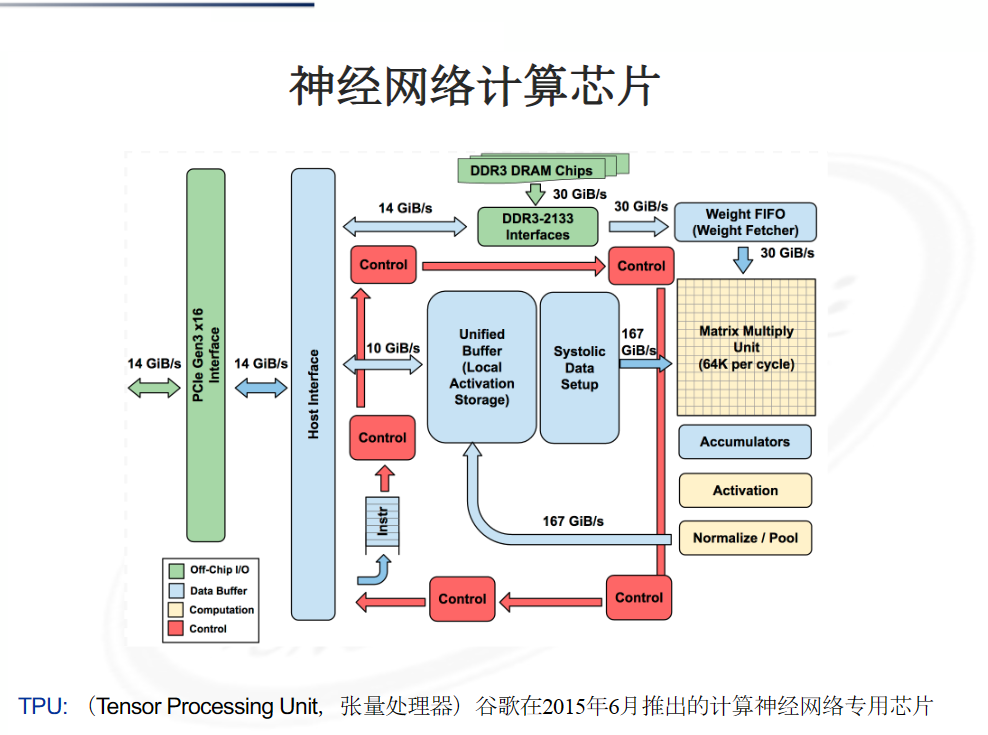 神经网络计算芯片
DDR3 DRAM Chips
30 GiB/s
14 GiB/s
DDR3-2133
Interfaces
30 GiB/s
Weight FIFO
(Weight Fetcher)
30 GiB/s
Control
Control
PCIe Gen3 x16
Interface
14 GiB/s
14 GiB/s
Host Interface
10 GiB/s
Unified
Buffer
(Local
Activation
Storage)
Systolic
Data
Setup
167
GiB/s
Matrix Multiply
Unit
(64K per cycle)
Control
Accumulators
Activation
Instr
167 GiB/s
Normalize / Pool
Control
Control
Off-Chip I/O
Data Buffer
Computation
Control
TPU: （Tensor Processing Unit，张量处理器）谷歌在2015年6月推出的计算神经网络专用芯片